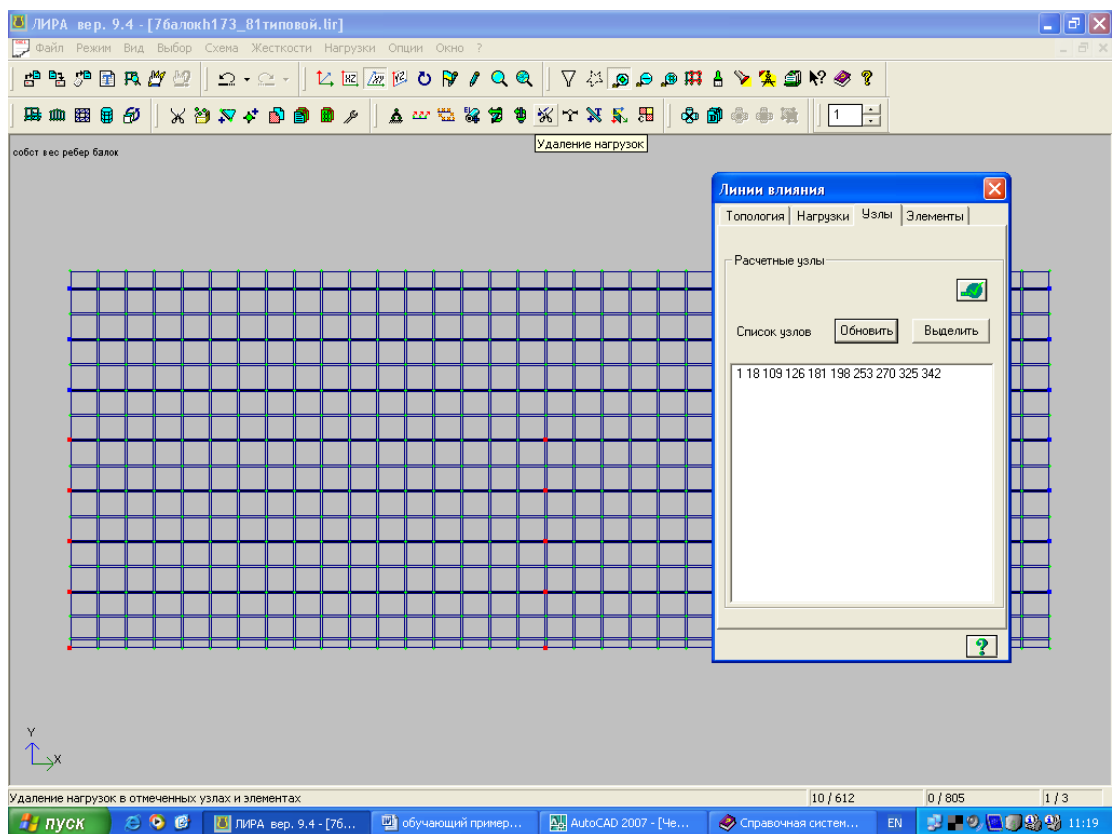 ЛИРА вер. 9.4 - [7балокh173_81типовой.lir]
Файл Режим Вид Выбор Схема Жесткости Нагрузки Опции Окно ?
1
Удаление нагрузок
собст вес ребер балок
Линии влияния
Топология Нагрузки Узлы Элементы
Расчетные узлы
Список узлов Обновить Выделить
1 18 109 126 181 198 253 270 325 342
Y
X
Удаление нагрузок в отмеченных узлах и элементах 10 / 612 0 / 805 1 / 3
пуск ЛИРА вер. 9.4 - [7б... обучающий пример... AutoCAD 2007 - [Че... Справочная систем... EN 11:19